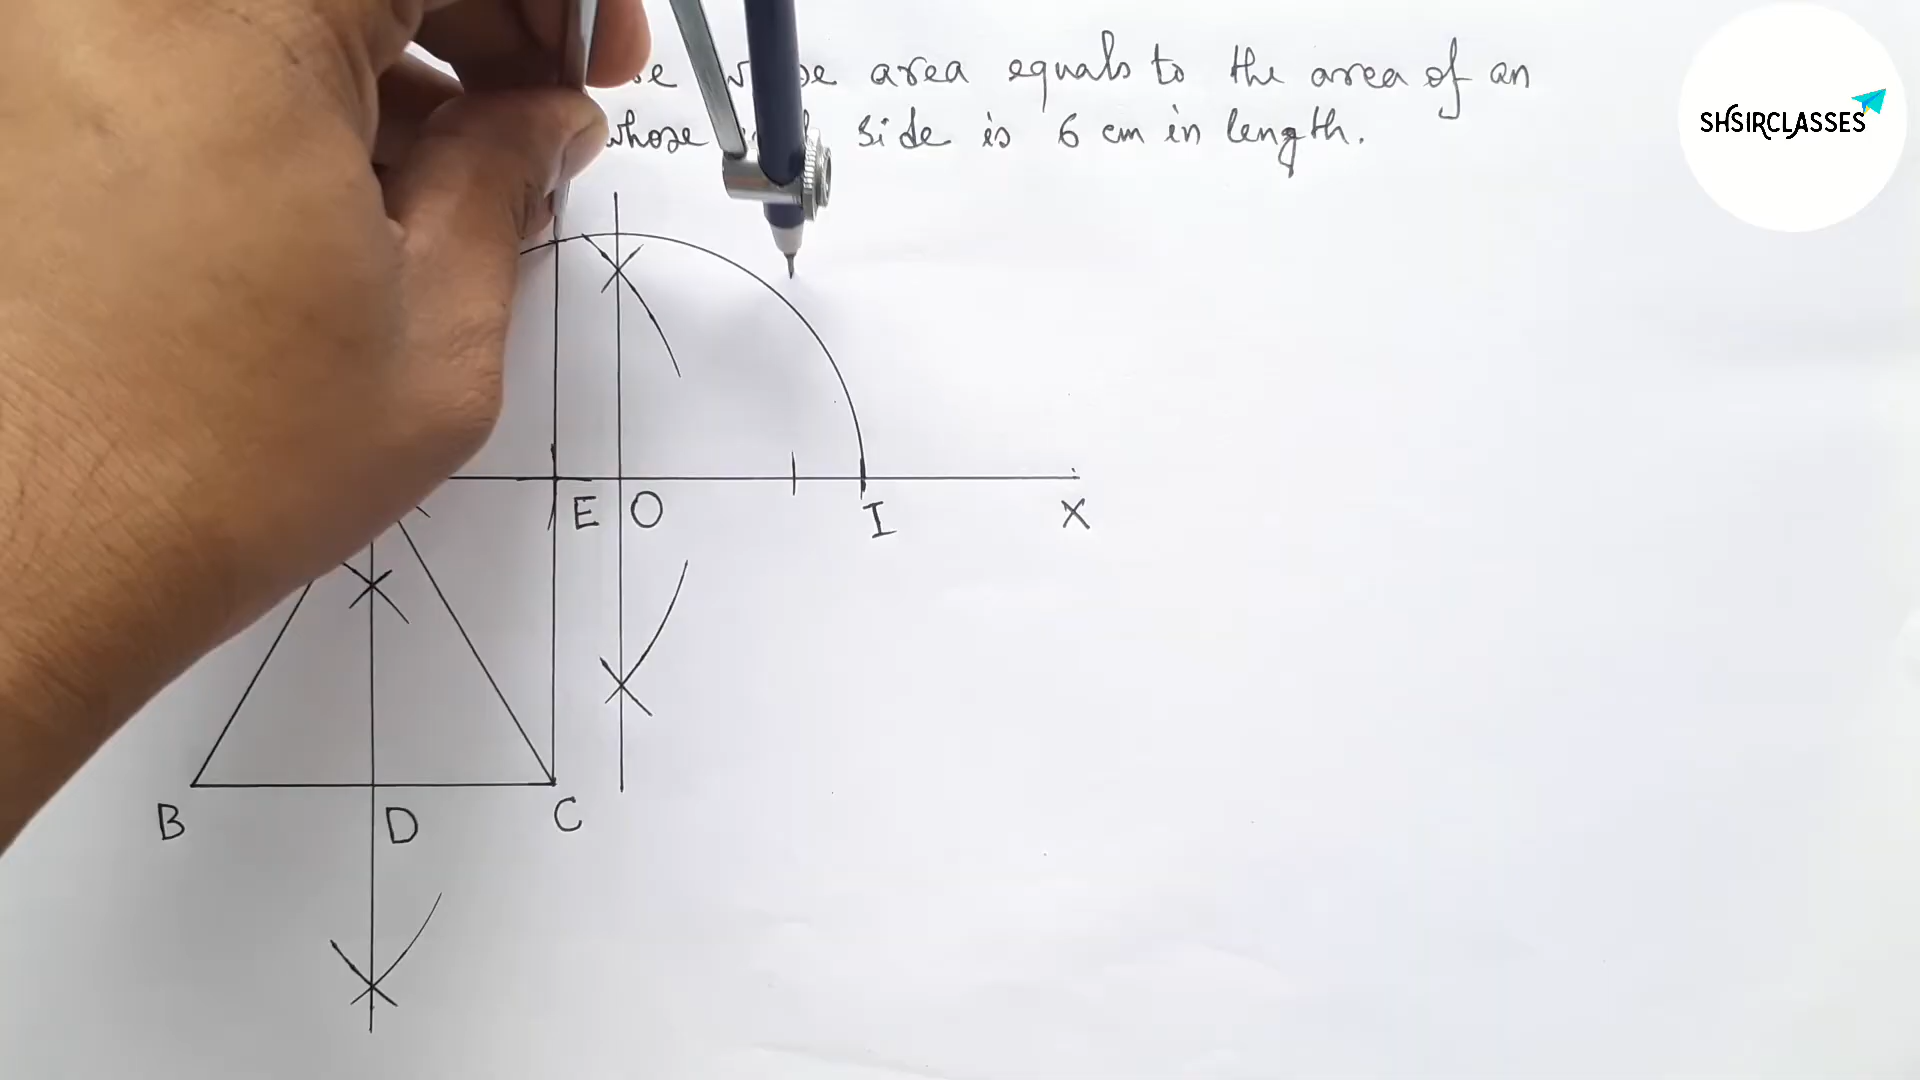 area equals to the area of an
whose side is 6 cm in length.
SHSIRCLASSES
E O I X
B D C